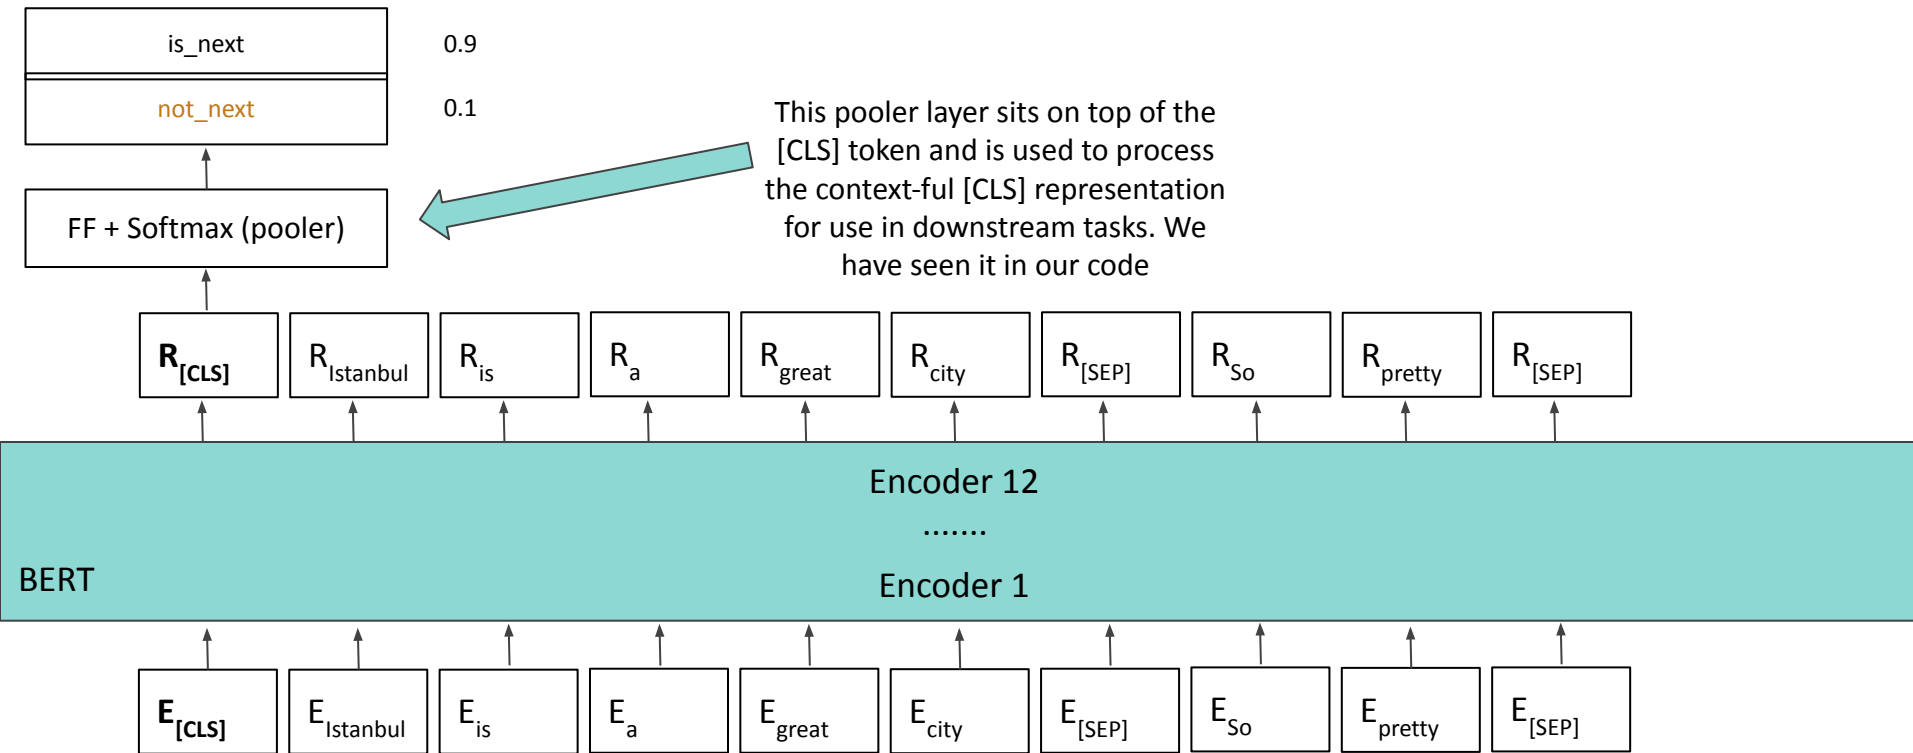 is_next 0.9
not_next 0.1
This pooler layer sits on top of the
[CLS] token and is used to process
the context-ful [CLS] representation
for use in downstream tasks. We
have seen it in our code
FF + Softmax (pooler)
R[CLS] RIstanbul Ris Ra Rgreat Rcity R[SEP] RSo Rpretty R[SEP]
Encoder 12
.......
BERT
Encoder 1
E[CLS] EIstanbul Eis Ea Egreat Ecity E[SEP] ESo Epretty E[SEP]